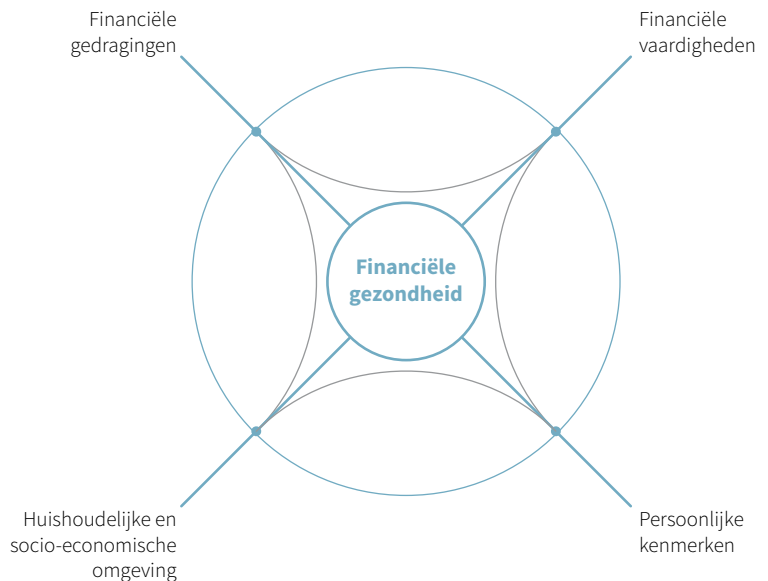 Financiële
gedragingen
Financiële
vaardigheden
Financiële
gezondheid
Huishoudelijke en
socio-economische
omgeving
Persoonlijke
kenmerken